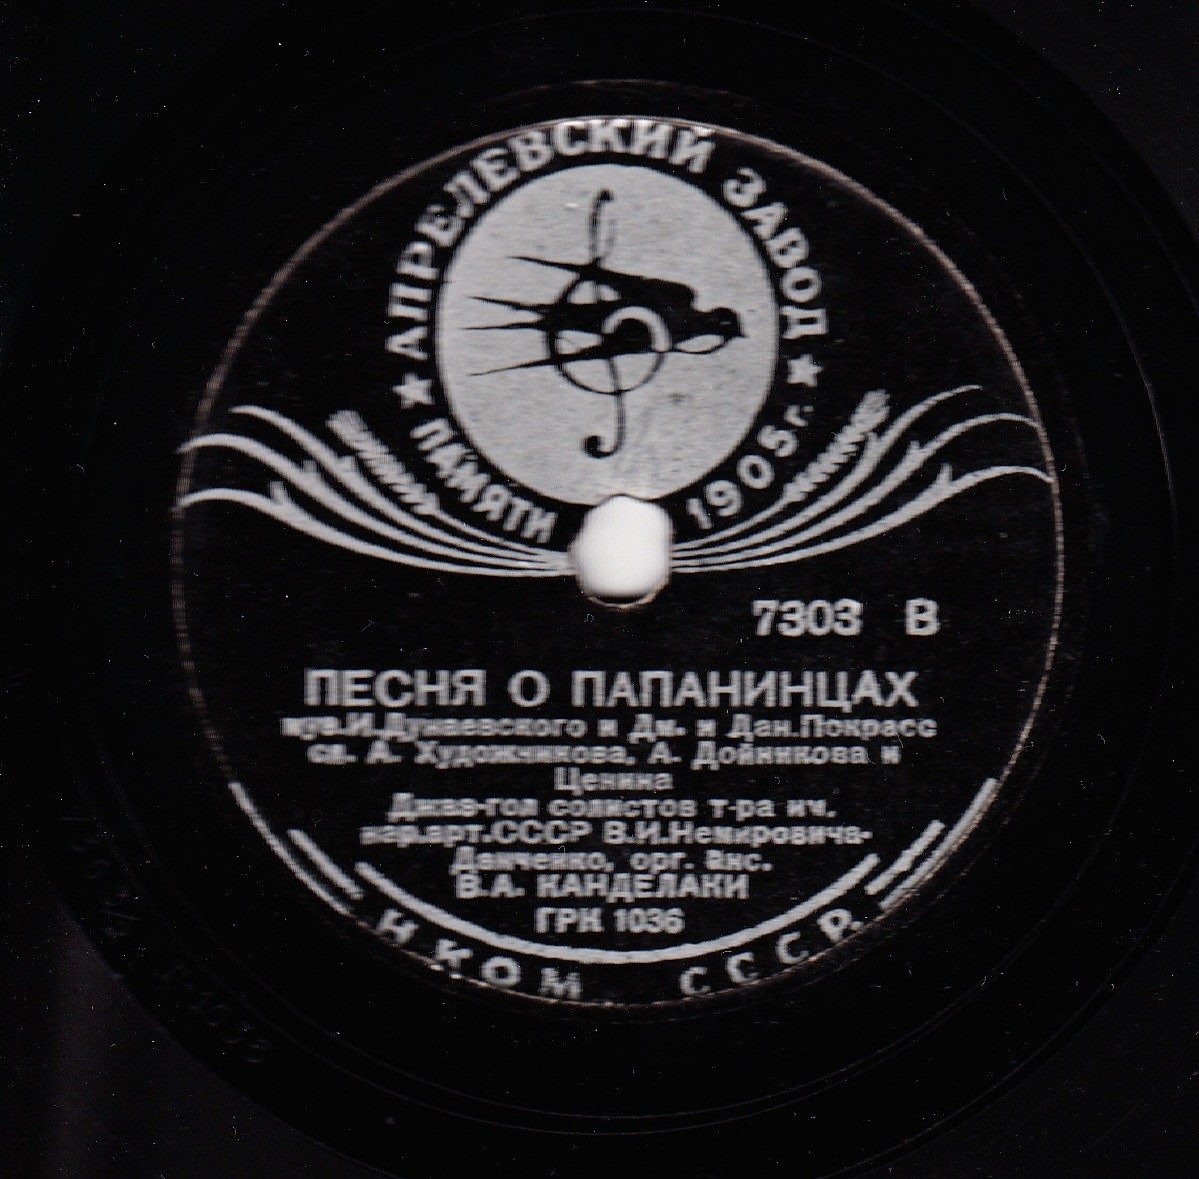 ★ АПРЕЛЕВСКИЙ ЗАВОД ★
ПАМЯТИ 1905 г.
7303 В
ПЕСНЯ О ПАПАНИНЦАХ
муз.И.Дунаевского и Дм. и Дан.Покрасс
сл. А. Художникова, А. Дойникова и
Ценина
Джаз-гол солистов т-ра им.
нар.арт.СССР В.И.Немировича-
Данченко, орг. Анс.
В.А. КАНДЕЛАКИ
ГРК 1036
НКОМ СССР.